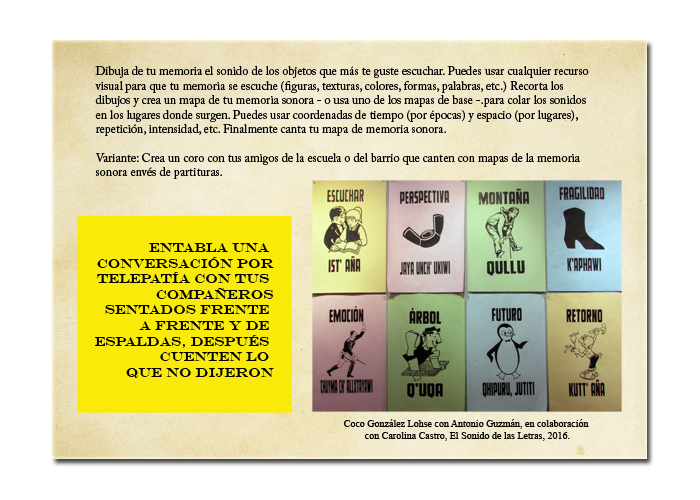 Dibuja de tu memoria el sonido de los objetos que más te guste escuchar. Puedes usar cualquier recurso
visual para que tu memoria se escuche (figuras, texturas, colores, formas, palabras, etc.) Recorta los
dibujos y crea un mapa de tu memoria sonora - o usa uno de los mapas de base -.para colar los sonidos
en los lugares donde surgen. Puedes usar coordenadas de tiempo (por épocas) y espacio (por lugares),
repetición, intensidad, etc. Finalmente canta tu mapa de memoria sonora.
Variante: Crea un coro con tus amigos de la escuela o del barrio que canten con mapas de la memoria
sonora envés de partituras.
ENTABLA UNA
CONVERSACIÓN POR
TELEPATÍA CON TUS
COMPAÑEROS
SENTADOS FRENTE
A FRENTE Y DE
ESPALDAS, DESPUÉS
CUENTEN LO
QUE NO DIJERON
ESCUCHAR
IST' AÑA
PERSPECTIVA
JAYA UNCH' UKIWI
MONTAÑA
QULLU
FRAGILIDAD
K'APHAWI
EMOCIÓN
CHUYMA CH' ALLXTAYAWI
ÁRBOL
Q'UQA
FUTURO
QHIPURU, JUTITI
RETORNO
KUTT' AÑA
Coco González Lohse con Antonio Guzmán, en colaboración
con Carolina Castro, El Sonido de las Letras, 2016.